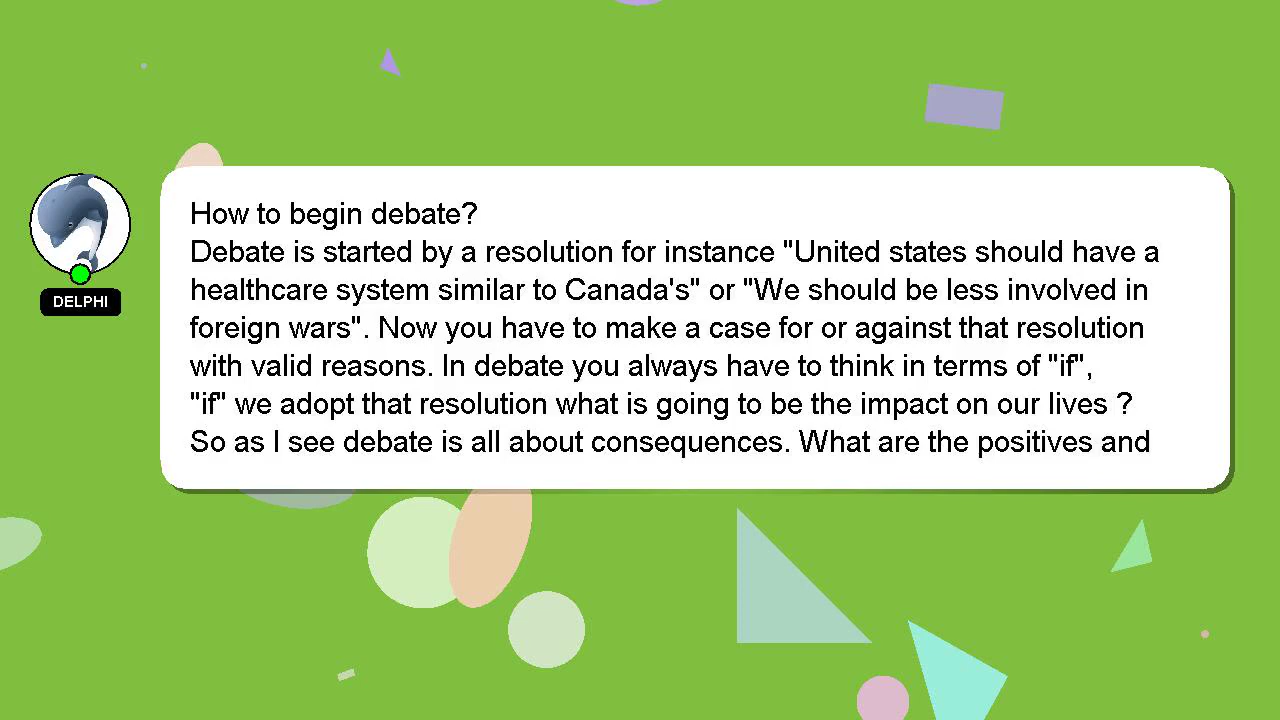 How to begin debate?
Debate is started by a resolution for instance "United states should have a
healthcare system similar to Canada's" or "We should be less involved in
foreign wars". Now you have to make a case for or against that resolution
with valid reasons. In debate you always have to think in terms of "if",
"if" we adopt that resolution what is going to be the impact on our lives ?
So as I see debate is all about consequences. What are the positives and
DELPHI